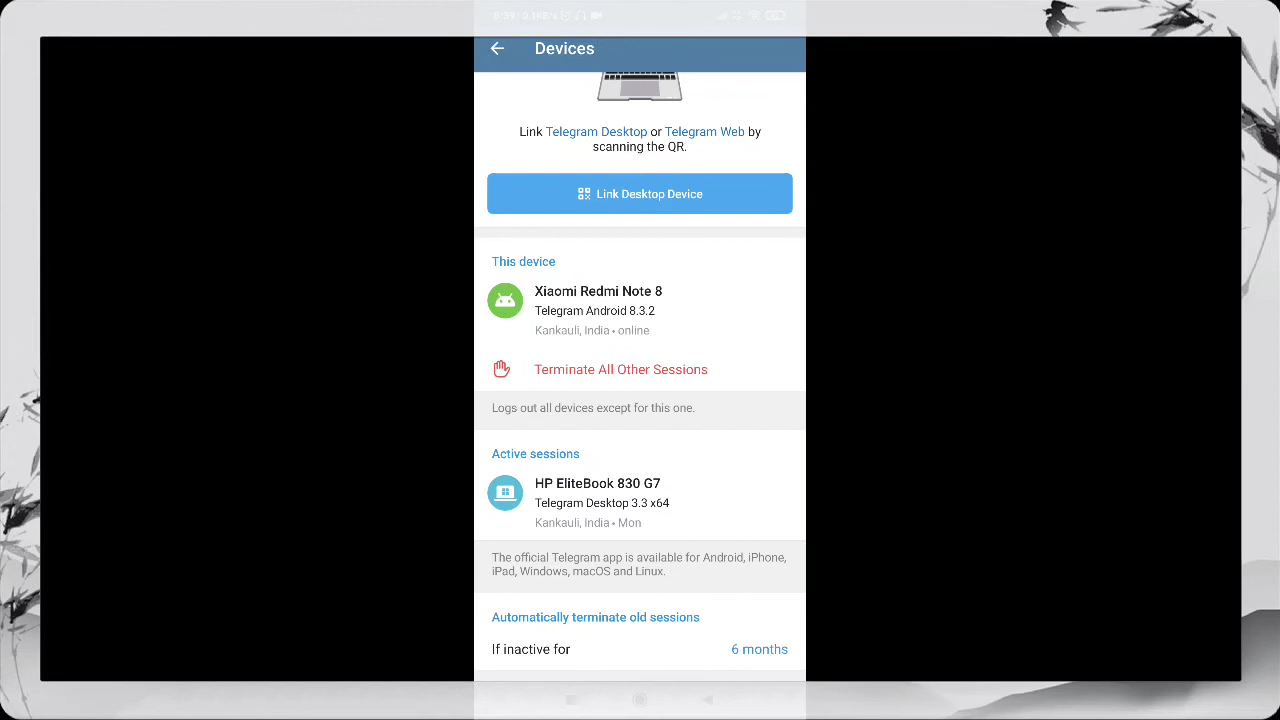 8:39 | 0.1KB/s
Devices
Link Telegram Desktop or Telegram Web by
scanning the QR.
Link Desktop Device
This device
Xiaomi Redmi Note 8
Telegram Android 8.3.2
Kankauli, India • online
Terminate All Other Sessions
Logs out all devices except for this one.
Active sessions
HP EliteBook 830 G7
Telegram Desktop 3.3 x64
Kankauli, India • Mon
The official Telegram app is available for Android, iPhone,
iPad, Windows, macOS and Linux.
Automatically terminate old sessions
If inactive for 6 months